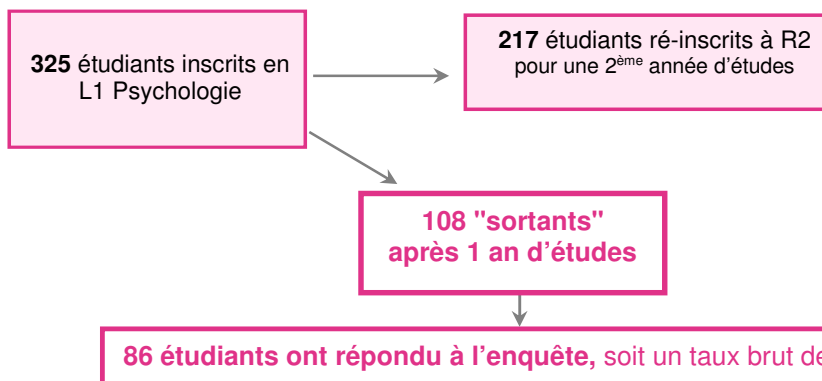 325 étudiants inscrits en
L1 Psychologie
217 étudiants ré-inscrits à R2
pour une 2ème année d'études
108 "sortants"
après 1 an d'études
86 étudiants ont répondu à l'enquête, soit un taux brut de